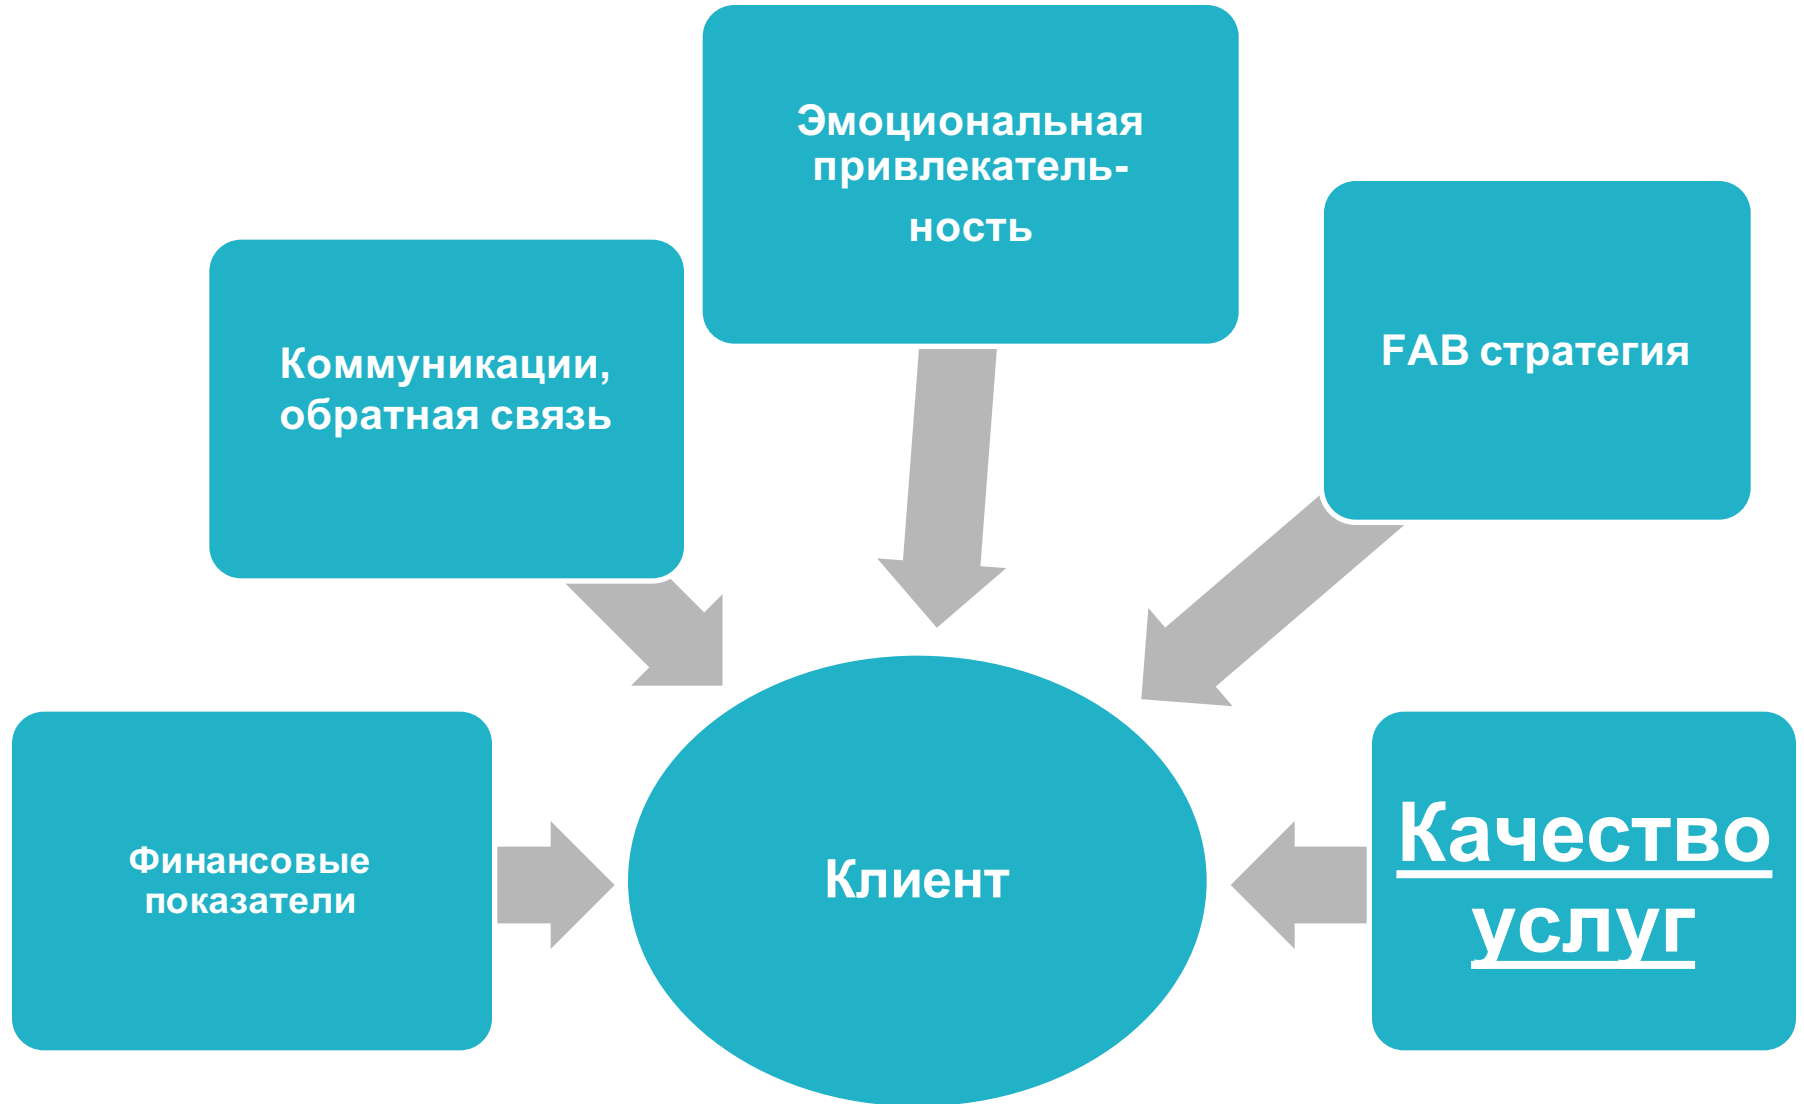 Эмоциональная
привлекатель-
ность
FAB стратегия
Коммуникации,
обратная связь
Финансовые
показатели
Клиент
Качество
услуг